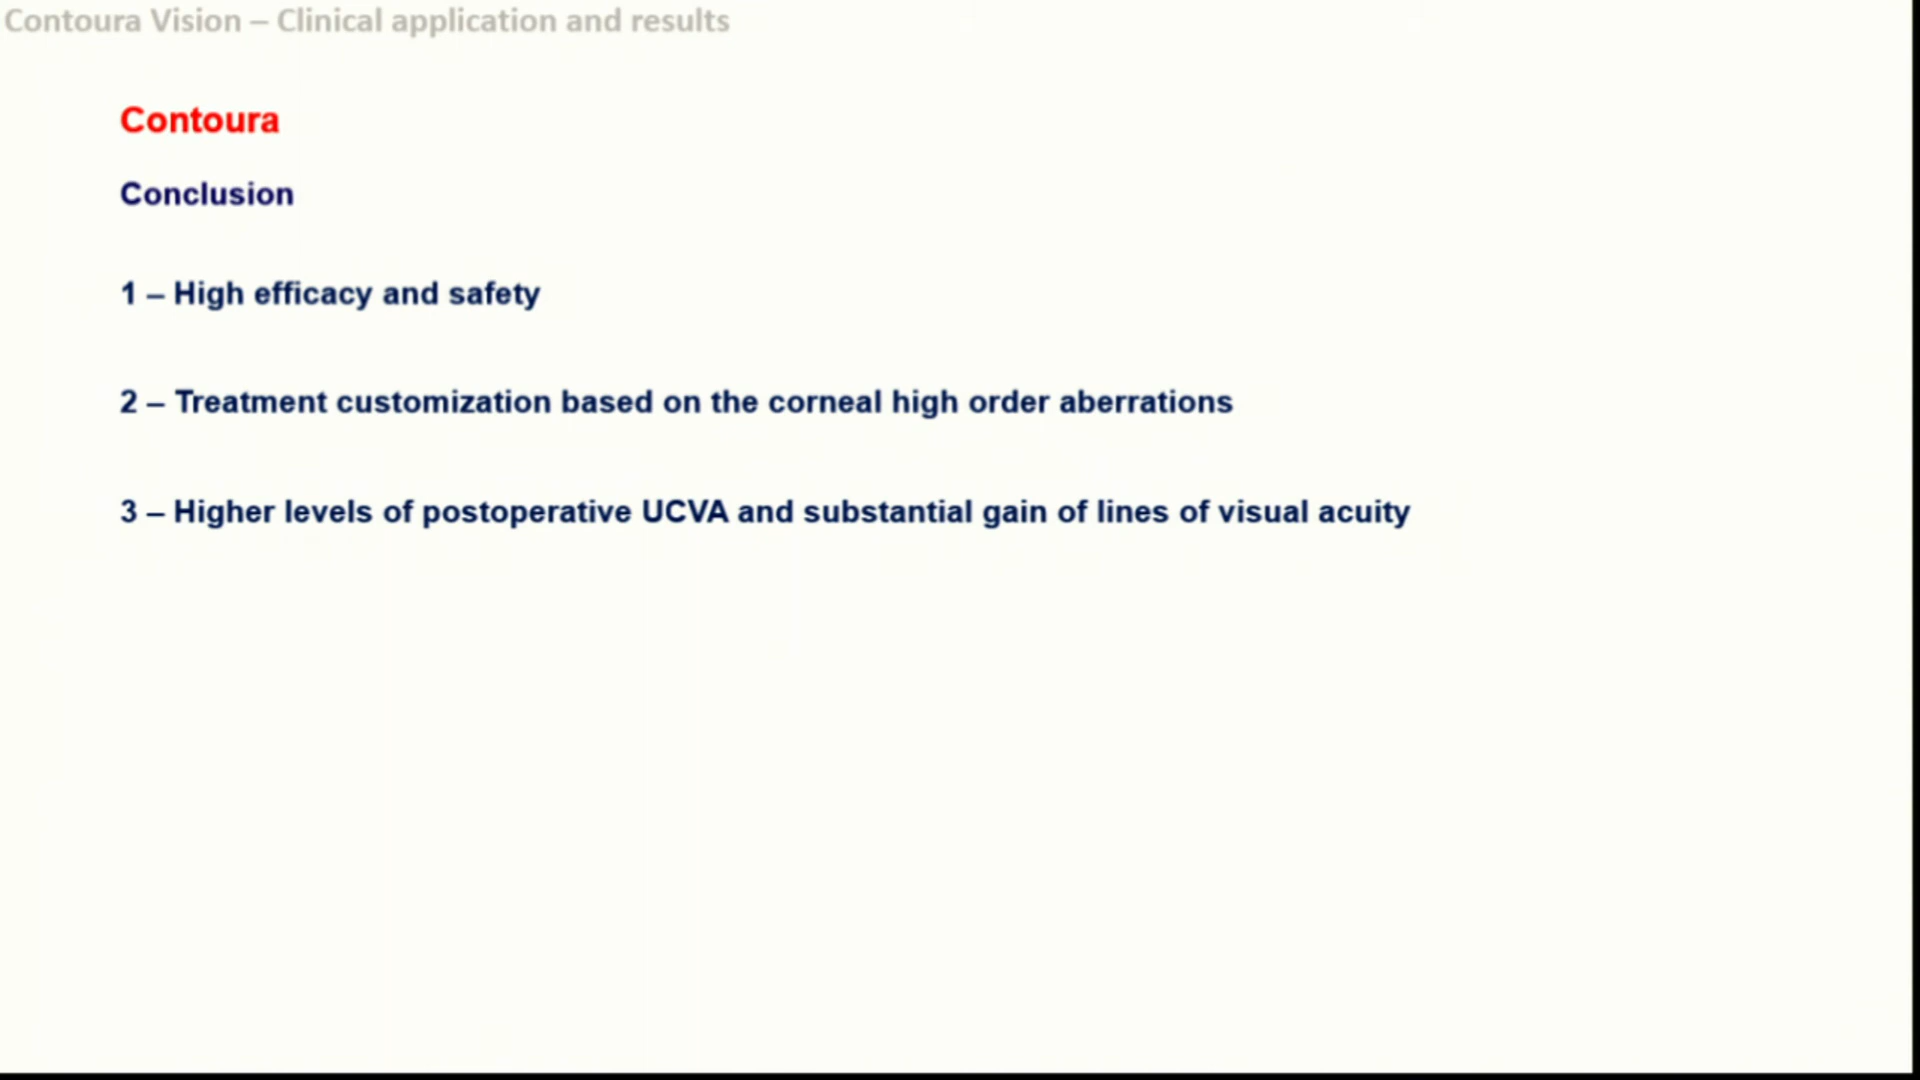 Contoura Vision – Clinical application and results
Contoura
Conclusion
1 – High efficacy and safety
2 – Treatment customization based on the corneal high order aberrations
3 – Higher levels of postoperative UCVA and substantial gain of lines of visual acuity